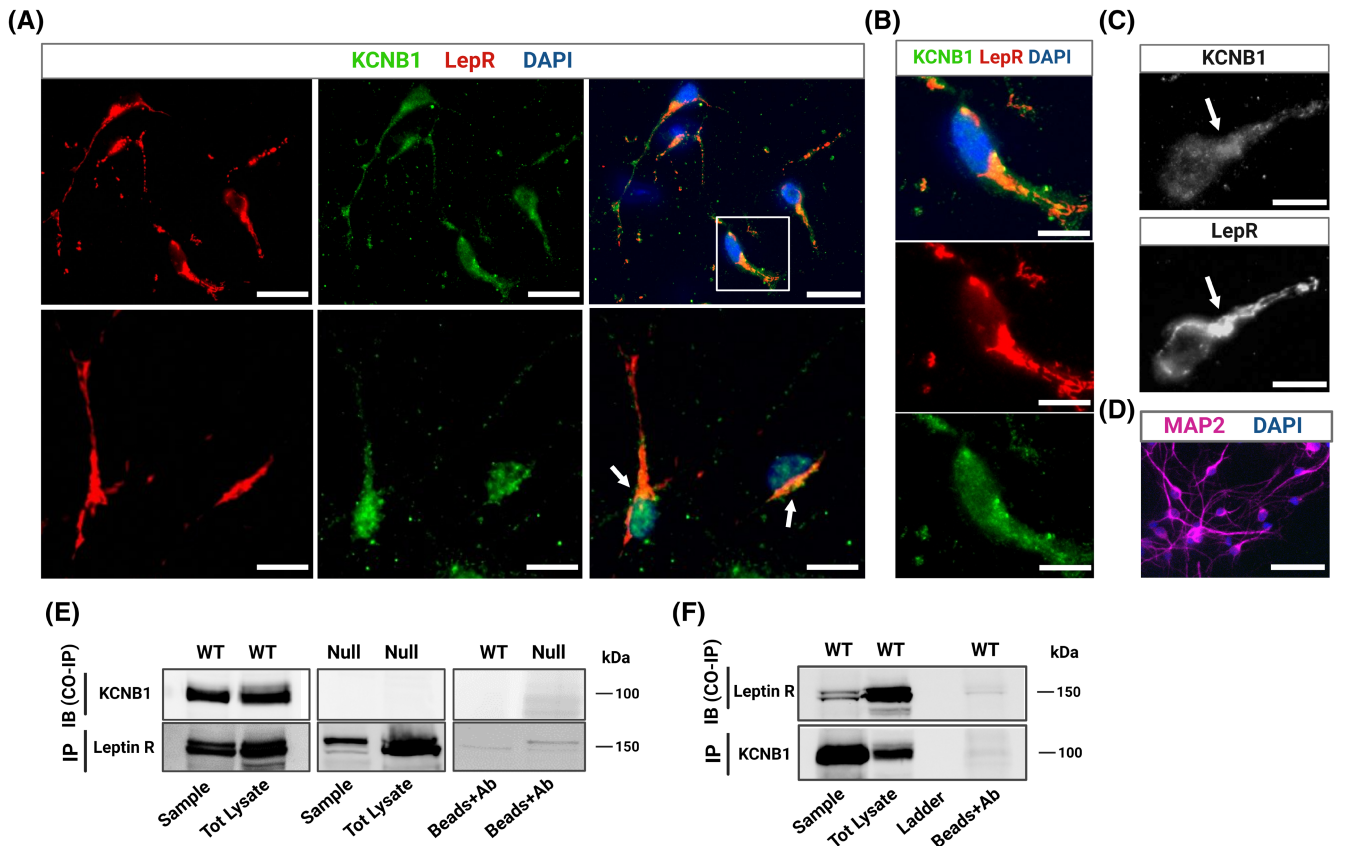 (A)
KCNB1 LepR DAPI
(B)
KCNB1 LepR DAPI
(C)
KCNB1
LepR
(D)
MAP2 DAPI
(E)
WT WT Null Null WT Null kDa
IB (CO-IP)
KCNB1
100
IP
Leptin R
150
Sample Tot Lysate Sample Tot Lysate Beads+Ab Beads+Ab
(F)
WT WT WT kDa
IB (CO-IP)
Leptin R
150
IP
KCNB1
100
Sample Tot Lysate Ladder Beads+Ab